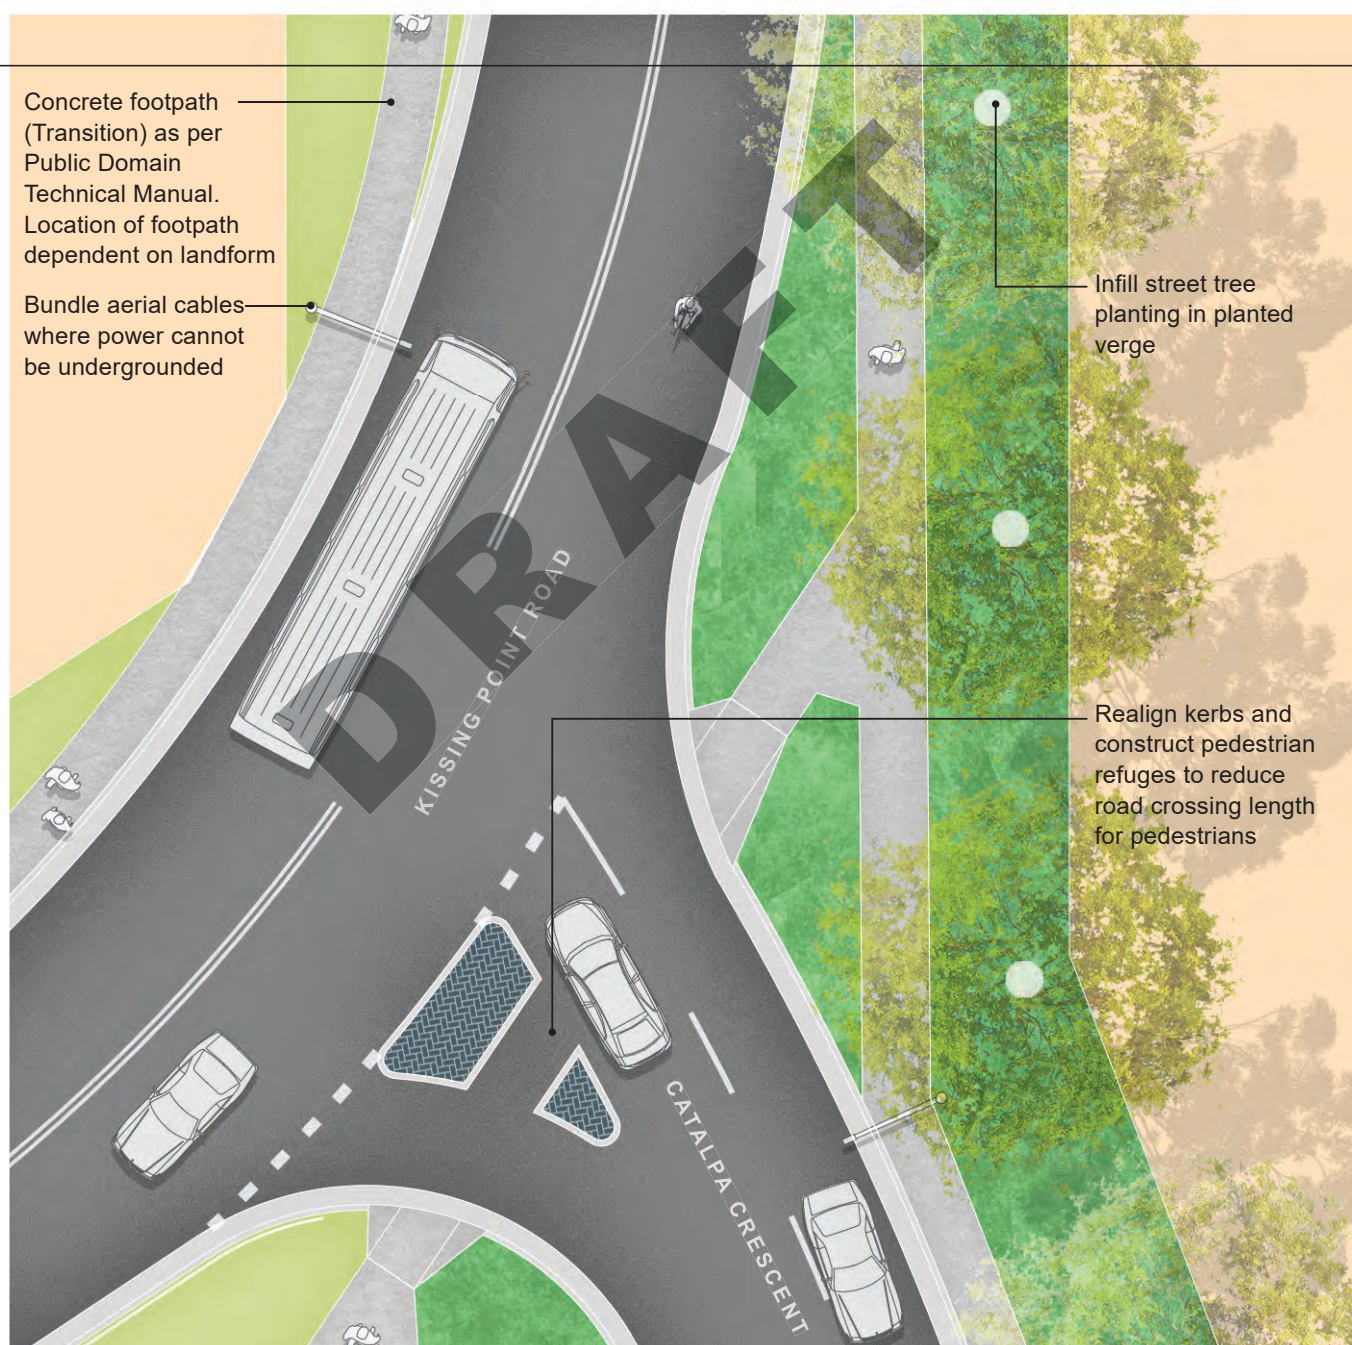 Concrete footpath
(Transition) as per
Public Domain
Technical Manual.
Location of footpath
dependent on landform
Bundle aerial cables
where power cannot
be undergrounded
Infill street tree
planting in planted
verge
DRAFT
KISSING POINT ROAD
Realign kerbs and
construct pedestrian
refuges to reduce
road crossing length
for pedestrians
CATALPA CRESCENT